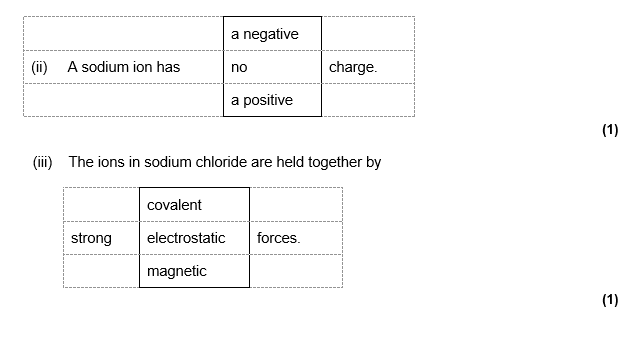 a negative
(ii) A sodium ion has no charge.
a positive
(1)
(iii) The ions in sodium chloride are held together by
covalent
strong electrostatic forces.
magnetic
(1)